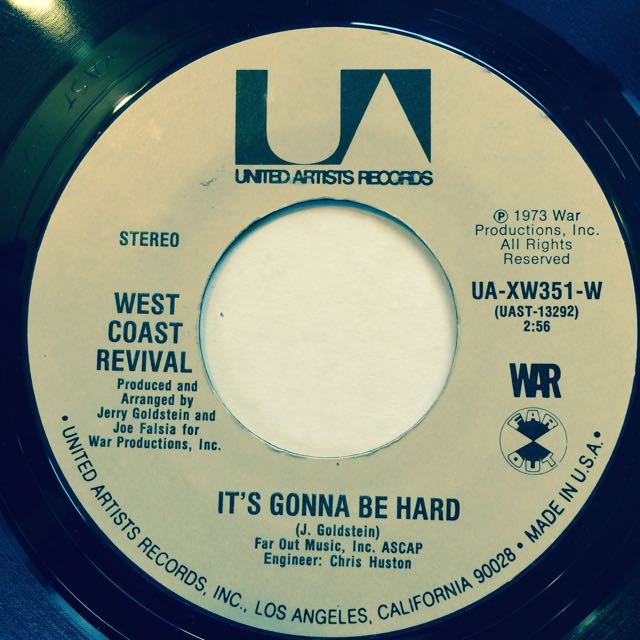 UA
UNITED ARTISTS RECORDS
STEREO
℗ 1973 War
Productions, Inc.
All Rights
Reserved
UA-XW351-W
(UAST-13292)
2:56
WEST
COAST
REVIVAL
Produced and
Arranged by
Jerry Goldstein and
Joe Falsia for
War Productions, Inc.
WAR
FAR
OUT
IT'S GONNA BE HARD
(J. Goldstein)
Far Out Music, Inc. ASCAP
Engineer: Chris Huston
• UNITED ARTISTS RECORDS, INC., LOS ANGELES, CALIFORNIA 90028 • MADE IN U.S.A. •